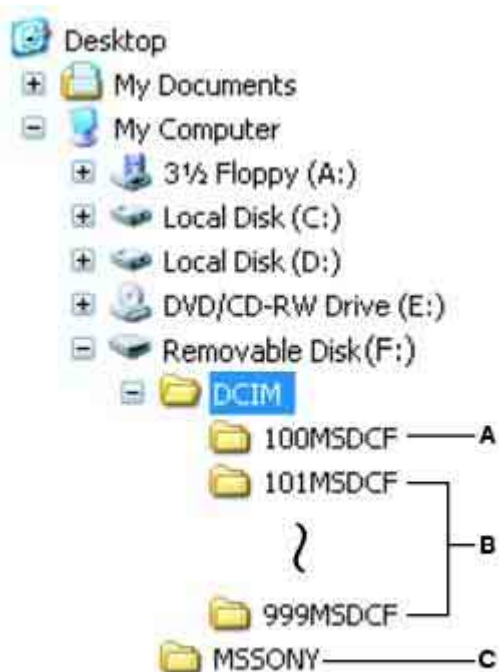 Desktop
My Documents
My Computer
3½ Floppy (A:)
Local Disk (C:)
Local Disk (D:)
DVD/CD-RW Drive (E:)
Removable Disk(F:)
DCIM
100MSDCF A
101MSDCF
B
999MSDCF
MSSONY C